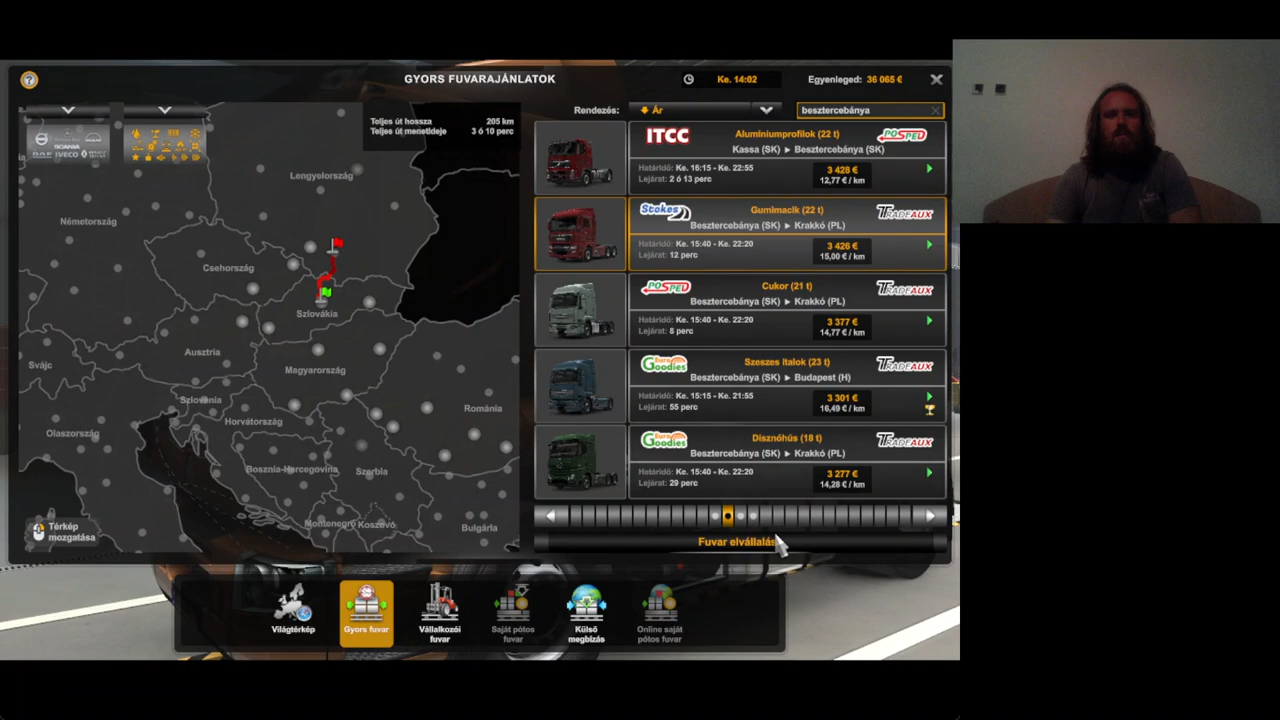 GYORS FUVARAJÁNLATOK
Ke. 14:02
Egyenleged: 36 065 €
Teljes út hossza 205 km
Teljes út menetideje 3 ó 10 perc
Rendezés:
Ár
besztercebánya
SCANIA
DAF IVECO
Lengyelország
Németország
Csehország
Szlovákia
Ausztria
Svájc
Magyarország
Szlovénia
Románia
Horvátország
Olaszország
Bosznia-Hercegovina
Szerbia
Montenegró
Koszovó
Bulgária
Térkép
mozgatása
ITCC
Alumíniumprofilok (22 t)
POSPED
Kassa (SK) ► Besztercebánya (SK)
Határidő: Ke. 16:15 - Ke. 22:55
Lejárat: 2 ó 13 perc
3 428 €
12,77 € / km
Stokes
Gumimacik (22 t)
TRADEAUX
Besztercebánya (SK) ► Krakkó (PL)
Határidő: Ke. 15:40 - Ke. 22:20
Lejárat: 12 perc
3 426 €
15,00 € / km
POSPED
Cukor (21 t)
TRADEAUX
Besztercebánya (SK) ► Krakkó (PL)
Határidő: Ke. 15:40 - Ke. 22:20
Lejárat: 8 perc
3 377 €
14,77 € / km
Euro Goodies
Szeszes italok (23 t)
TRADEAUX
Besztercebánya (SK) ► Budapest (H)
Határidő: Ke. 15:15 - Ke. 21:55
Lejárat: 55 perc
3 301 €
16,49 € / km
Euro Goodies
Disznóhús (18 t)
TRADEAUX
Besztercebánya (SK) ► Krakkó (PL)
Határidő: Ke. 15:40 - Ke. 22:20
Lejárat: 29 perc
3 277 €
14,28 € / km
Fuvar elvállalás
Világtérkép
Gyors fuvar
Vállalkozói
fuvar
Saját pótos
fuvar
Külső
megbízás
Online saját
pótos fuvar